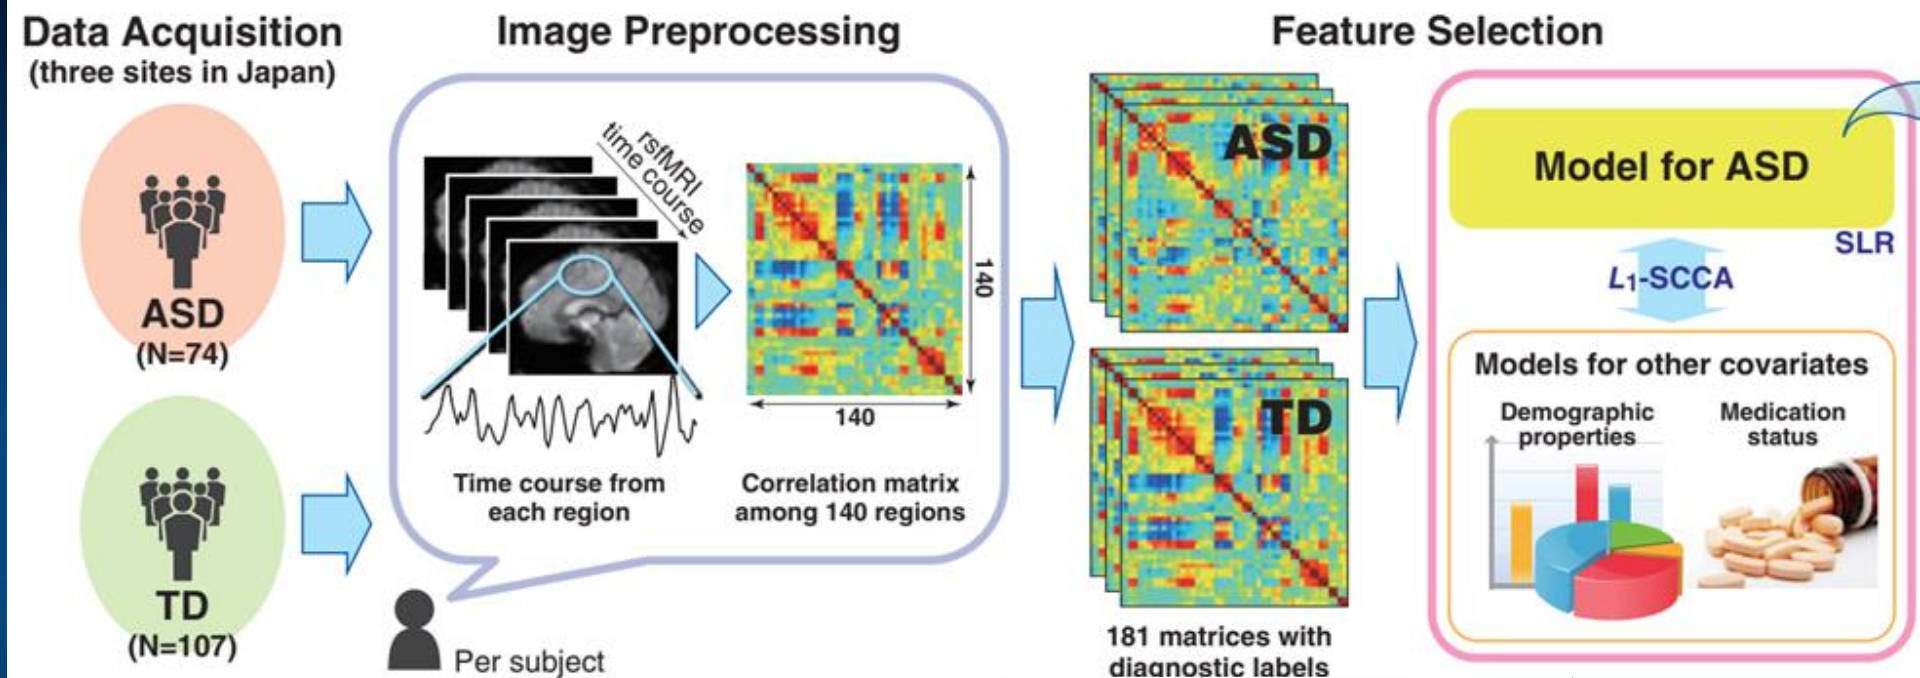 Data Acquisition
(three sites in Japan)
ASD
(N=74)
TD
(N=107)
Image Preprocessing
rsfMRI
time course
140
140
Time course from
each region
Correlation matrix
among 140 regions
Per subject
Feature Selection
ASD
TD
181 matrices with
diagnostic labels
Model for ASD
SLR
L1-SCCA
Models for other covariates
Demographic
properties
Medication
status